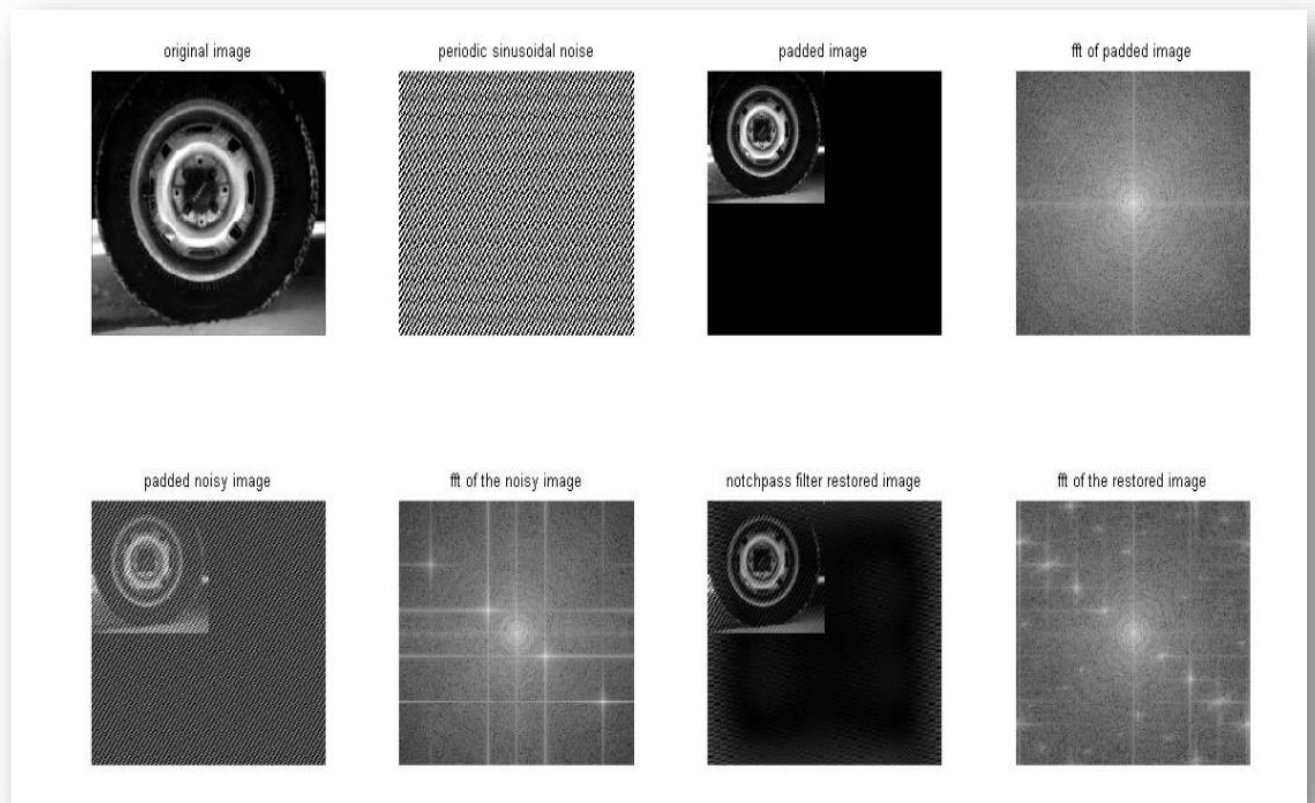 original image
periodic sinusoidal noise
padded image
fft of padded image
padded noisy image
fft of the noisy image
notchpass filter restored image
fft of the restored image